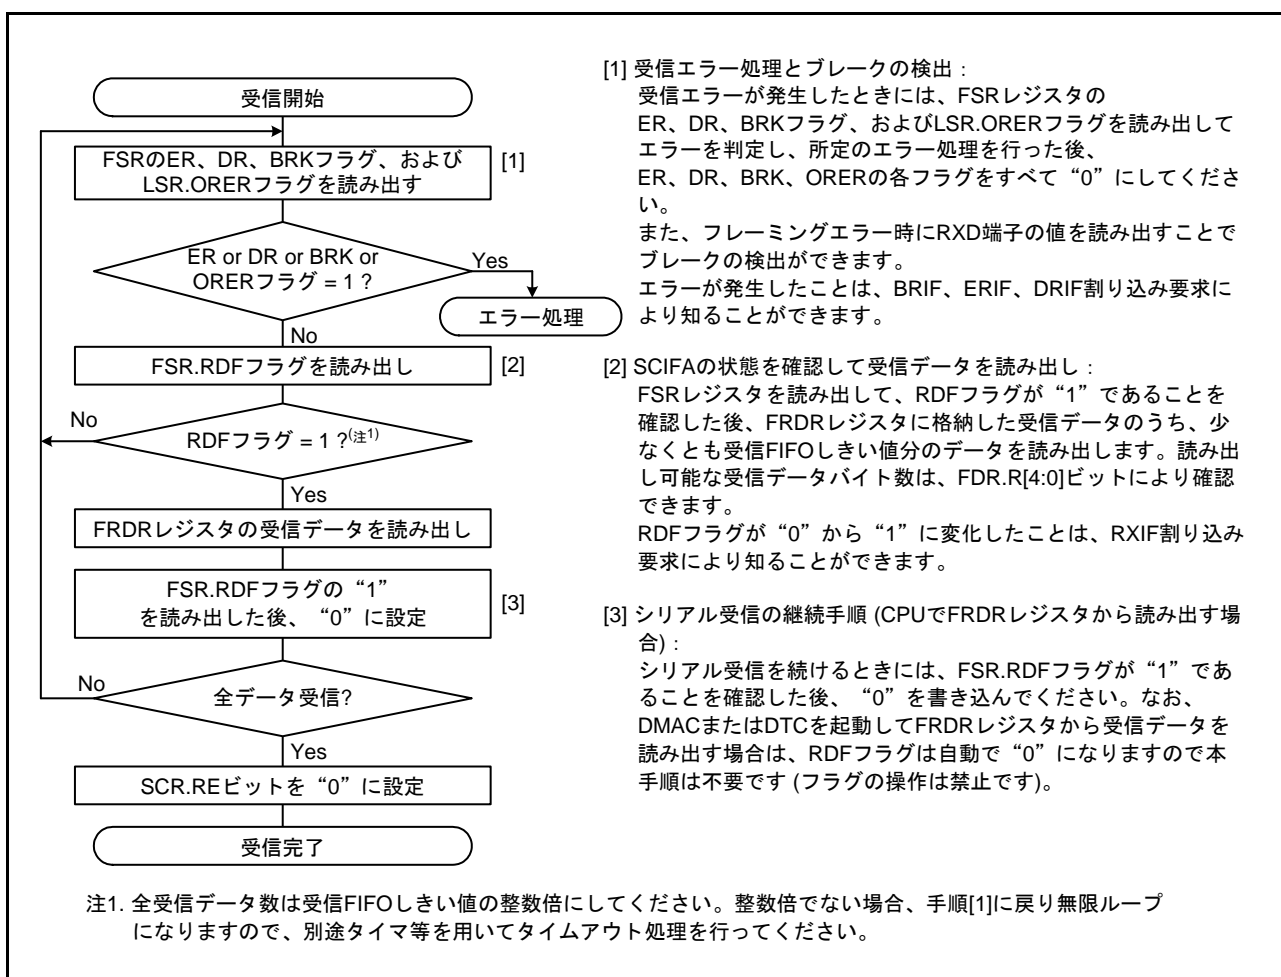 受信開始
FSRのER、DR、BRKフラグ、および
LSR.ORERフラグを読み出す
[1]
ER or DR or BRK or
ORERフラグ = 1 ?
Yes
エラー処理
No
FSR.RDFフラグを読み出し
[2]
No
RDFフラグ = 1 ?(注1)
Yes
FRDRレジスタの受信データを読み出し
FSR.RDFフラグの“1”
を読み出した後、“0”に設定
[3]
No
全データ受信?
Yes
SCR.REビットを“0”に設定
受信完了
[1] 受信エラー処理とブレークの検出：
受信エラーが発生したときには、FSRレジスタの
ER、DR、BRKフラグ、およびLSR.ORERフラグを読み出して
エラーを判定し、所定のエラー処理を行った後、
ER、DR、BRK、ORERの各フラグをすべて“0”にしてくださ
い。
また、フレーミングエラー時にRXD端子の値を読み出すことで
ブレークの検出ができます。
エラーが発生したことは、BRIF、ERIF、DRIF割り込み要求に
より知ることができます。
[2] SCIFAの状態を確認して受信データを読み出し：
FSRレジスタを読み出して、RDFフラグが“1”であることを
確認した後、FRDRレジスタに格納した受信データのうち、少
なくとも受信FIFOしきい値分のデータを読み出します。読み出
し可能な受信データバイト数は、FDR.R[4:0]ビットにより確認
できます。
RDFフラグが“0”から“1”に変化したことは、RXIF割り込み
要求により知ることができます。
[3] シリアル受信の継続手順 (CPUでFRDRレジスタから読み出す場
合)：
シリアル受信を続けるときには、FSR.RDFフラグが“1”であ
ることを確認した後、“0”を書き込んでください。なお、
DMACまたはDTCを起動してFRDRレジスタから受信データを
読み出す場合は、RDFフラグは自動で“0”になりますので本
手順は不要です (フラグの操作は禁止です)。
注1. 全受信データ数は受信FIFOしきい値の整数倍にしてください。整数倍でない場合、手順[1]に戻り無限ループ
になりますので、別途タイマ等を用いてタイムアウト処理を行ってください。